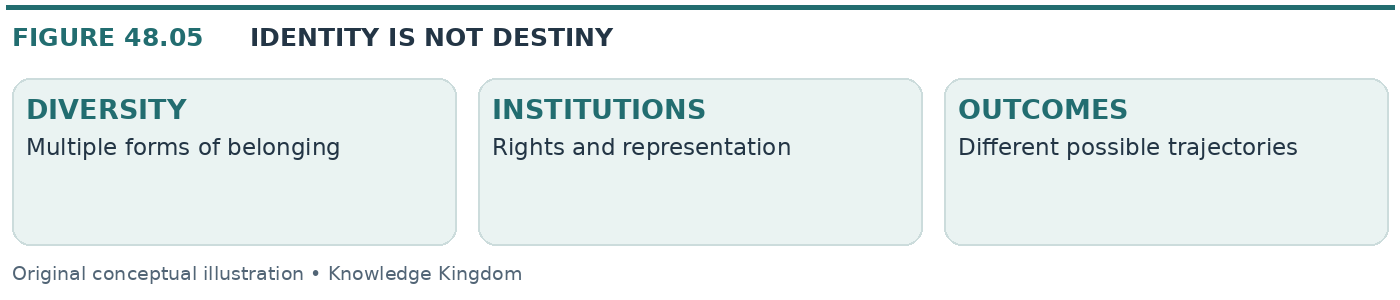 FIGURE 48.05 IDENTITY IS NOT DESTINY
DIVERSITY
Multiple forms of belonging
INSTITUTIONS
Rights and representation
OUTCOMES
Different possible trajectories
Original conceptual illustration • Knowledge Kingdom